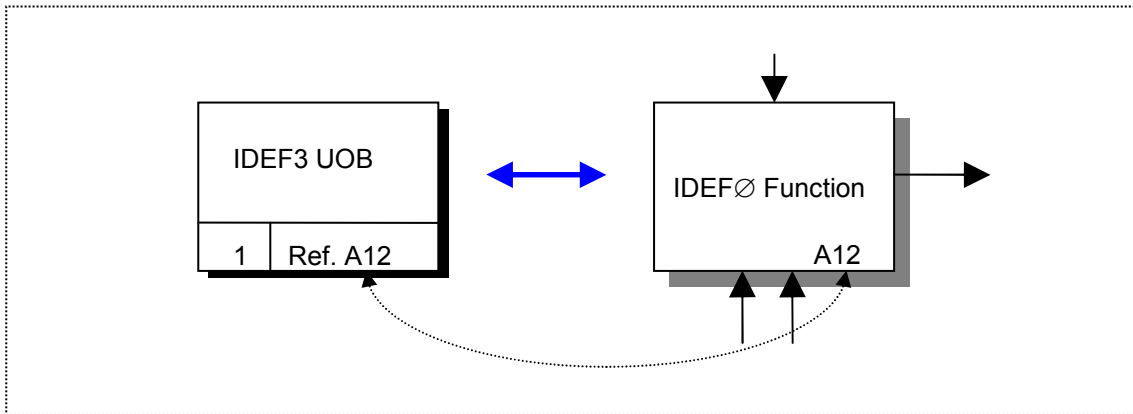 IDEF3 UOB
1 Ref. A12
IDEF∅ Function
A12